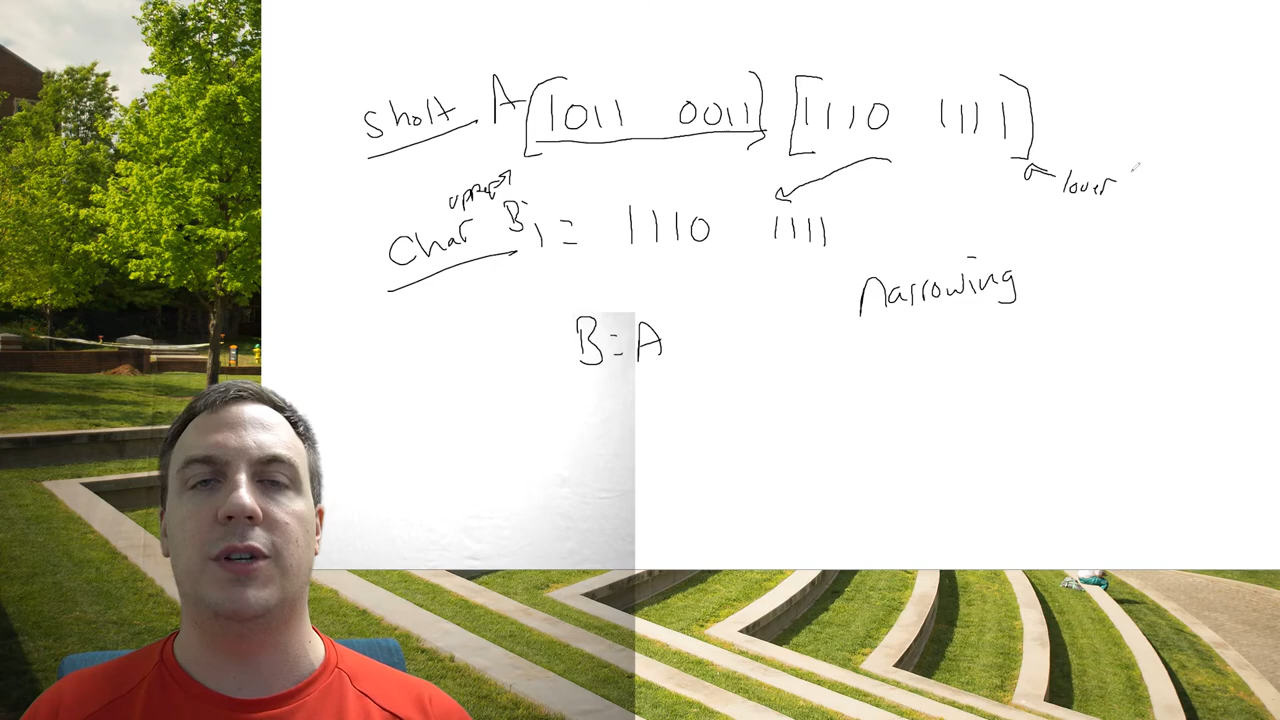 short A [1011 0011] [1110 1111]
upper
lower
char B, = 1110 1111
narrowing
B = A